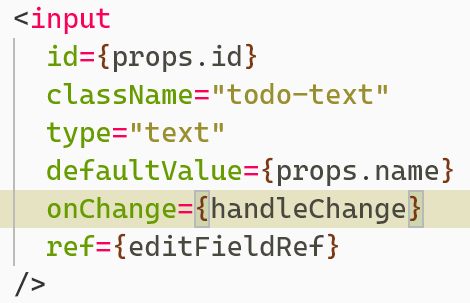 <input
  id={props.id}
  className="todo-text"
  type="text"
  defaultValue={props.name}
  onChange={handleChange}
  ref={editFieldRef}
/>